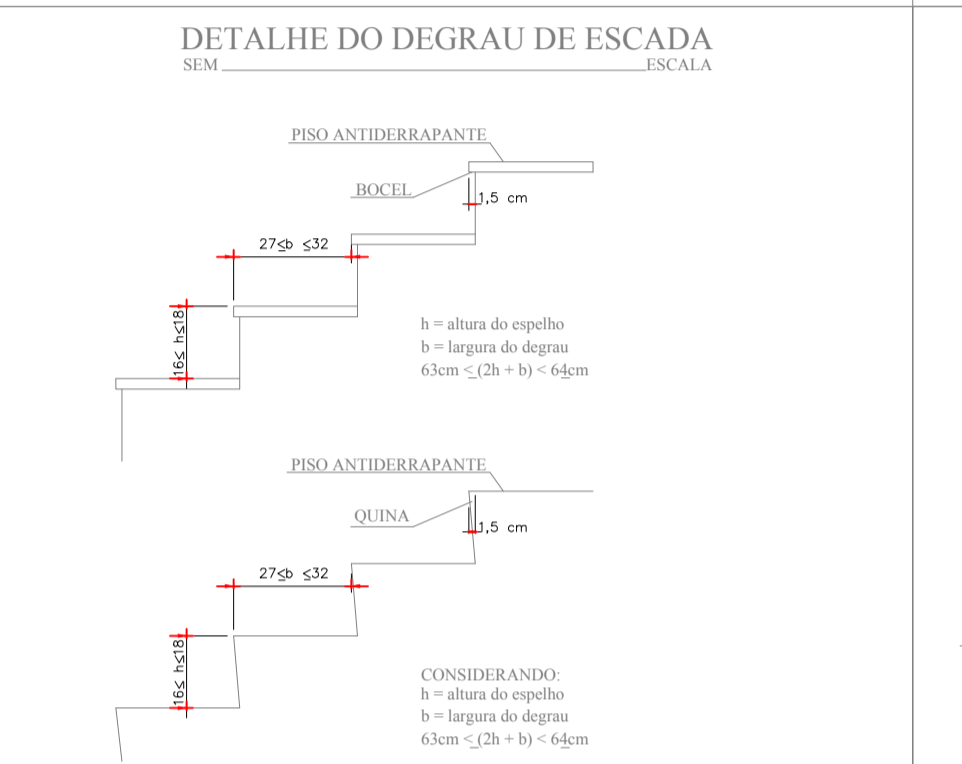 DETALHE DO DEGRAU DE ESCADA
SEM ESCALA
PISO ANTIDERRAPANTE
BOCEL
1,5 cm
27≤b ≤32
16≤ h≤18
h = altura do espelho
b = largura do degrau
63cm ≤ (2h + b) ≤ 64cm
PISO ANTIDERRAPANTE
QUINA
1,5 cm
27≤b ≤32
16≤ h≤18
CONSIDERANDO:
h = altura do espelho
b = largura do degrau
63cm ≤ (2h + b) ≤ 64cm